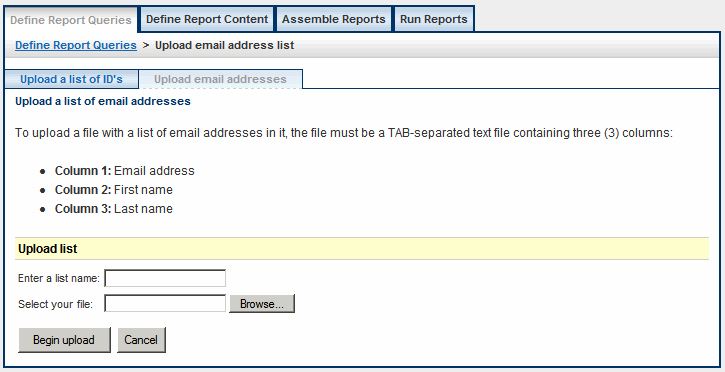 Define Report Queries Define Report Content Assemble Reports Run Reports
Define Report Queries > Upload email address list
Upload a list of ID's Upload email addresses
Upload a list of email addresses
To upload a file with a list of email addresses in it, the file must be a TAB-separated text file containing three (3) columns:
• Column 1: Email address
• Column 2: First name
• Column 3: Last name
Upload list
Enter a list name:
Select your file: Browse...
Begin upload Cancel